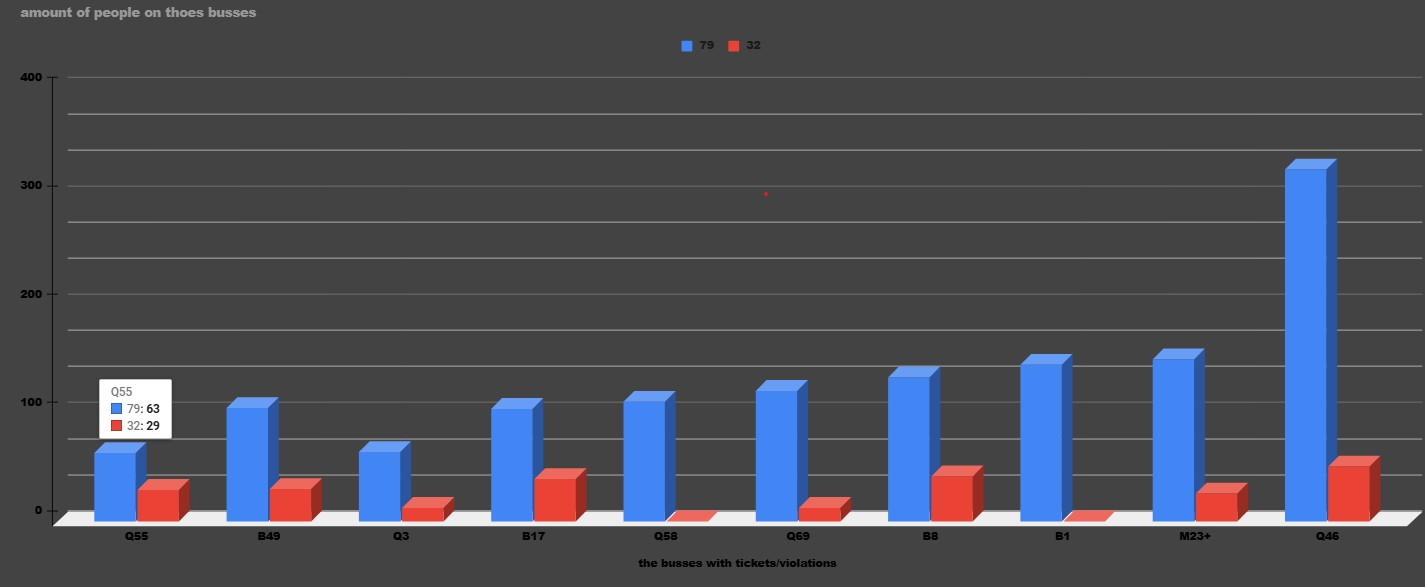 amount of people on thoes busses
79 32
400
300
200
100
0
Q55
79: 63
32: 29
Q55 B49 Q3 B17 Q58 Q69 B8 B1 M23+ Q46
the busses with tickets/violations